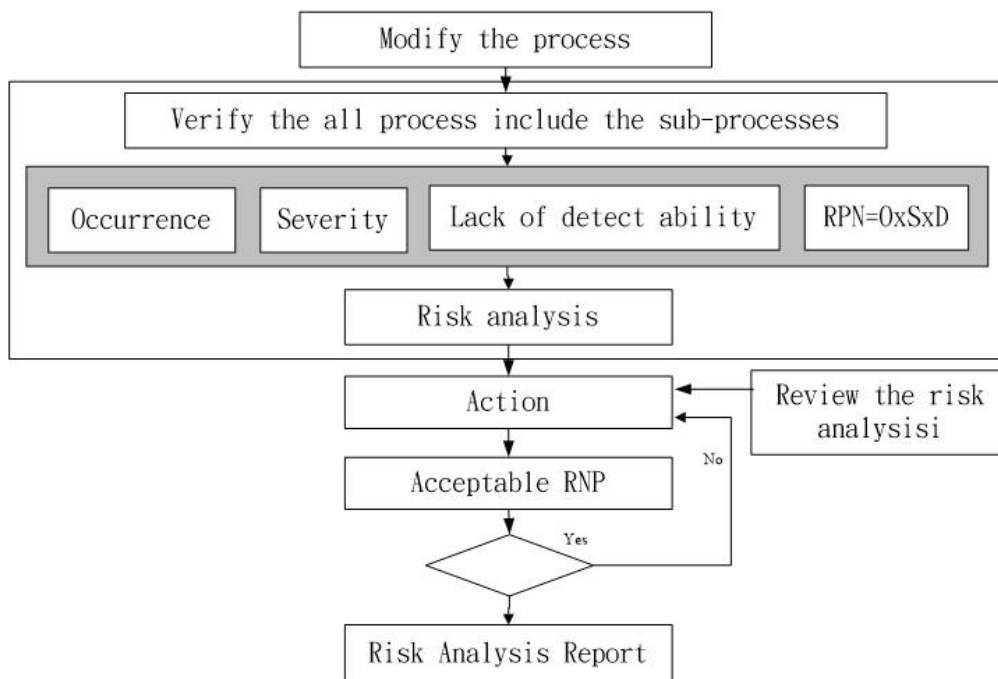 Modify the process
Verify the all process include the sub-processes
Occurrence
Severity
Lack of detect ability
RPN=OxSxD
Risk analysis
Action
Review the risk
analysisi
No
Acceptable RNP
Yes
Risk Analysis Report